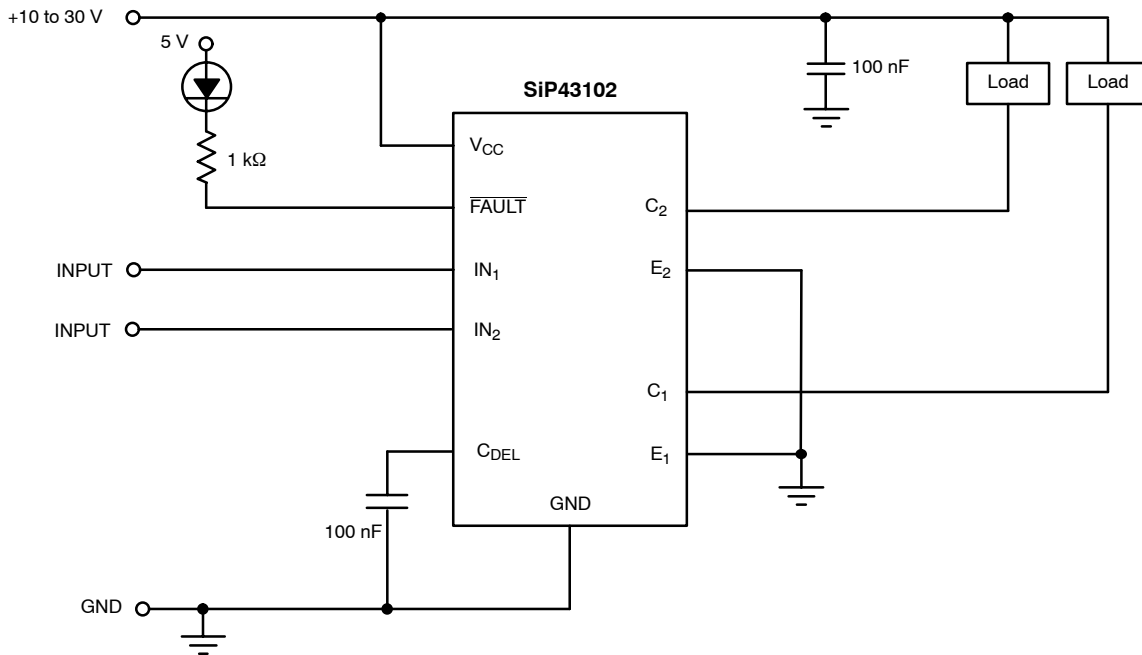 +10 to 30 V
5 V
100 nF
Load
Load
SiP43102
1 kΩ
V<sub>CC</sub>
FAULT
C<sub>2</sub>
INPUT
IN<sub>1</sub>
E<sub>2</sub>
INPUT
IN<sub>2</sub>
C<sub>1</sub>
C<sub>DEL</sub>
E<sub>1</sub>
GND
100 nF
GND